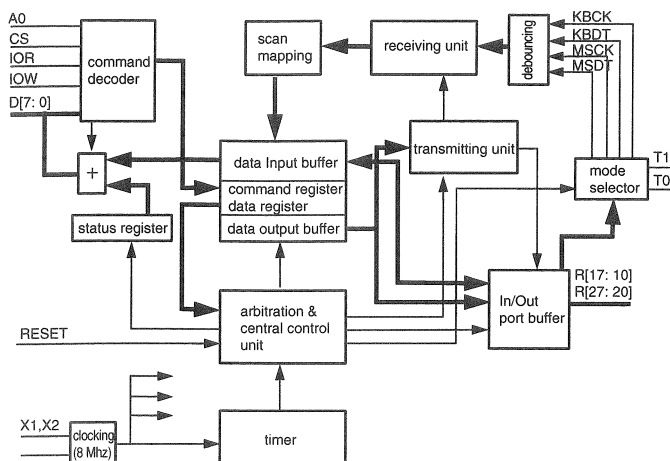 A0
CS
IOR
IOW
D[7: 0]
command
decoder
scan
mapping
receiving unit
debouncing
KBCK
KBDT
MSCK
MSDT
+
data Input buffer
command register
data register
data output buffer
transmitting unit
mode
selector
T1
T0
status register
arbitration &
central control
unit
In/Out
port buffer
R[17: 10]
R[27: 20]
RESET
X1,X2
clocking
(8 Mhz)
timer